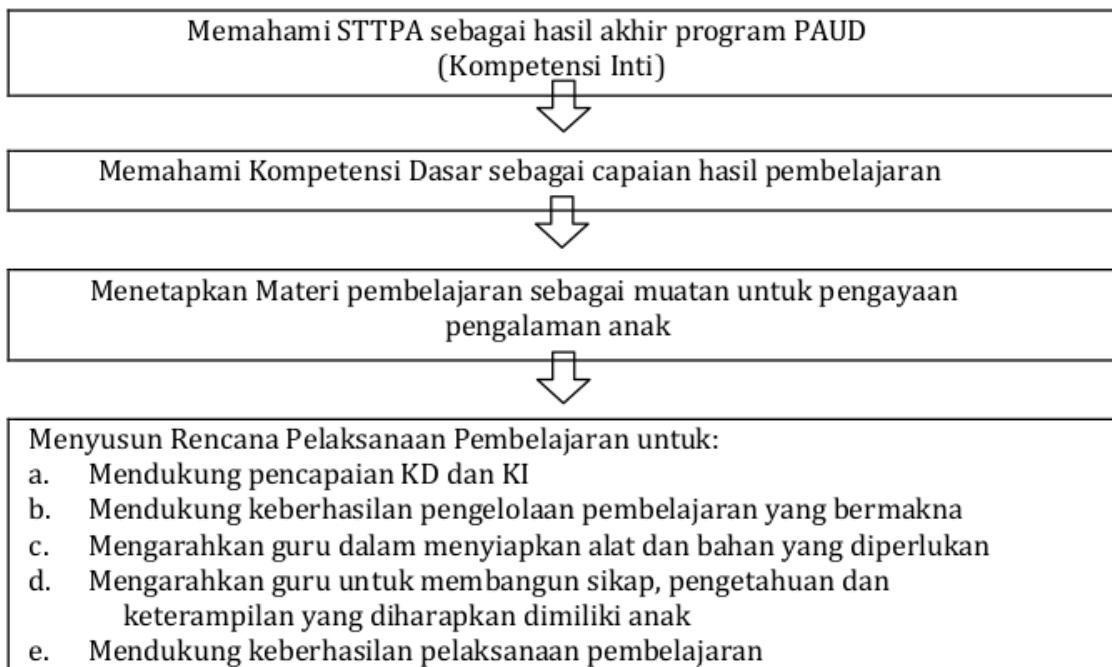 Memahami STTPA sebagai hasil akhir program PAUD
(Kompetensi Inti)
Memahami Kompetensi Dasar sebagai capaian hasil pembelajaran
Menetapkan Materi pembelajaran sebagai muatan untuk pengayaan
pengalaman anak
Menyusun Rencana Pelaksanaan Pembelajaran untuk:
a. Mendukung pencapaian KD dan KI
b. Mendukung keberhasilan pengelolaan pembelajaran yang bermakna
c. Mengarahkan guru dalam menyiapkan alat dan bahan yang diperlukan
d. Mengarahkan guru untuk membangun sikap, pengetahuan dan
keterampilan yang diharapkan dimiliki anak
e. Mendukung keberhasilan pelaksanaan pembelajaran